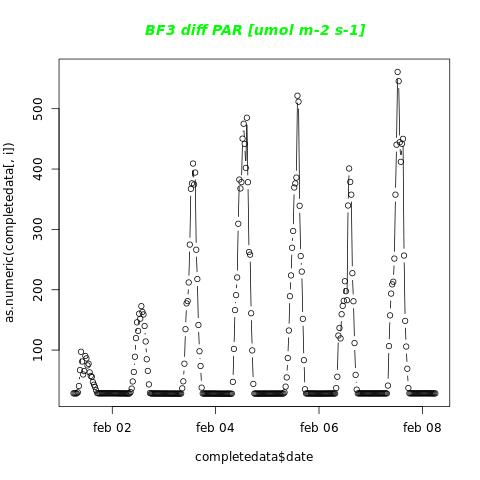 BF3 diff PAR [umol m-2 s-1]
as.numeric(completedata[, i])
500
400
300
200
100
feb 02 feb 04 feb 06 feb 08
completedata$date